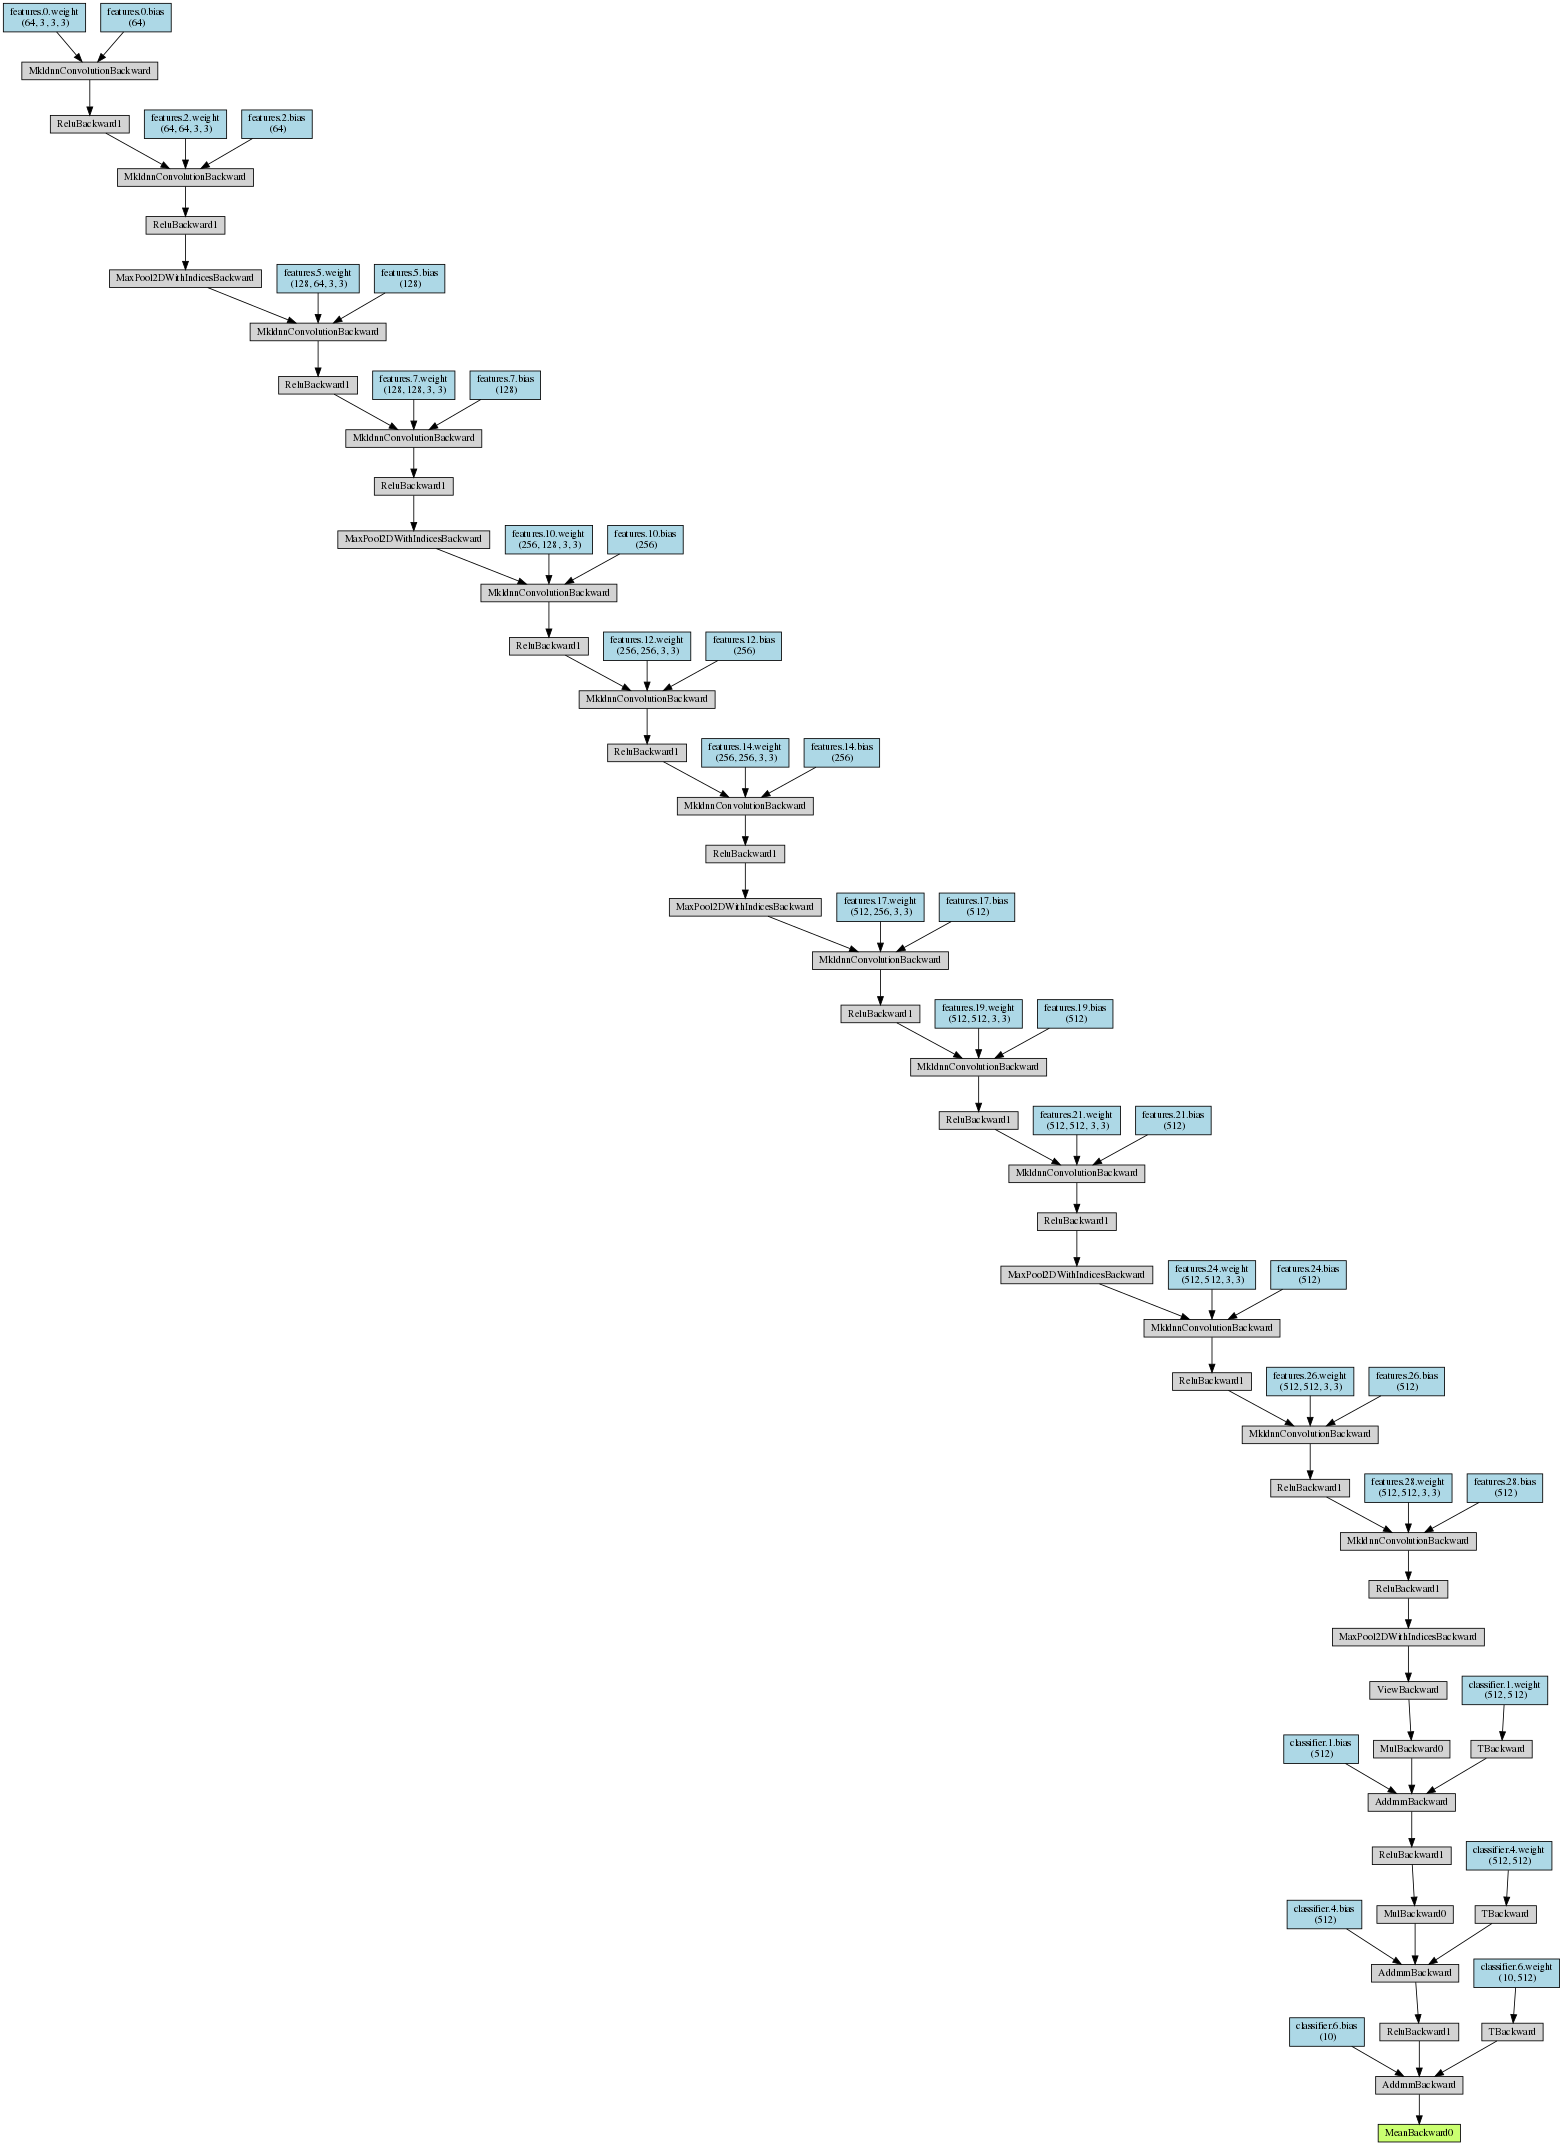 features.0.weight
(64, 3, 3, 3)
features.0.bias
(64)
MkldnnConvolutionBackward
ReluBackward1
features.2.weight
(64, 64, 3, 3)
features.2.bias
(64)
MkldnnConvolutionBackward
ReluBackward1
MaxPool2DWithIndicesBackward
features.5.weight
(128, 64, 3, 3)
features.5.bias
(128)
MkldnnConvolutionBackward
ReluBackward1
features.7.weight
(128, 128, 3, 3)
features.7.bias
(128)
MkldnnConvolutionBackward
ReluBackward1
MaxPool2DWithIndicesBackward
features.10.weight
(256, 128, 3, 3)
features.10.bias
(256)
MkldnnConvolutionBackward
ReluBackward1
features.12.weight
(256, 256, 3, 3)
features.12.bias
(256)
MkldnnConvolutionBackward
ReluBackward1
features.14.weight
(256, 256, 3, 3)
features.14.bias
(256)
MkldnnConvolutionBackward
ReluBackward1
MaxPool2DWithIndicesBackward
features.17.weight
(512, 256, 3, 3)
features.17.bias
(512)
MkldnnConvolutionBackward
ReluBackward1
features.19.weight
(512, 512, 3, 3)
features.19.bias
(512)
MkldnnConvolutionBackward
ReluBackward1
features.21.weight
(512, 512, 3, 3)
features.21.bias
(512)
MkldnnConvolutionBackward
ReluBackward1
MaxPool2DWithIndicesBackward
features.24.weight
(512, 512, 3, 3)
features.24.bias
(512)
MkldnnConvolutionBackward
ReluBackward1
features.26.weight
(512, 512, 3, 3)
features.26.bias
(512)
MkldnnConvolutionBackward
ReluBackward1
features.28.weight
(512, 512, 3, 3)
features.28.bias
(512)
MkldnnConvolutionBackward
ReluBackward1
MaxPool2DWithIndicesBackward
ViewBackward
classifier.1.weight
(512, 512)
classifier.1.bias
(512)
MulBackward0
TBackward
AddmmBackward
ReluBackward1
classifier.4.weight
(512, 512)
classifier.4.bias
(512)
MulBackward0
TBackward
AddmmBackward
classifier.6.weight
(10, 512)
classifier.6.bias
(10)
ReluBackward1
TBackward
AddmmBackward
MeanBackward0